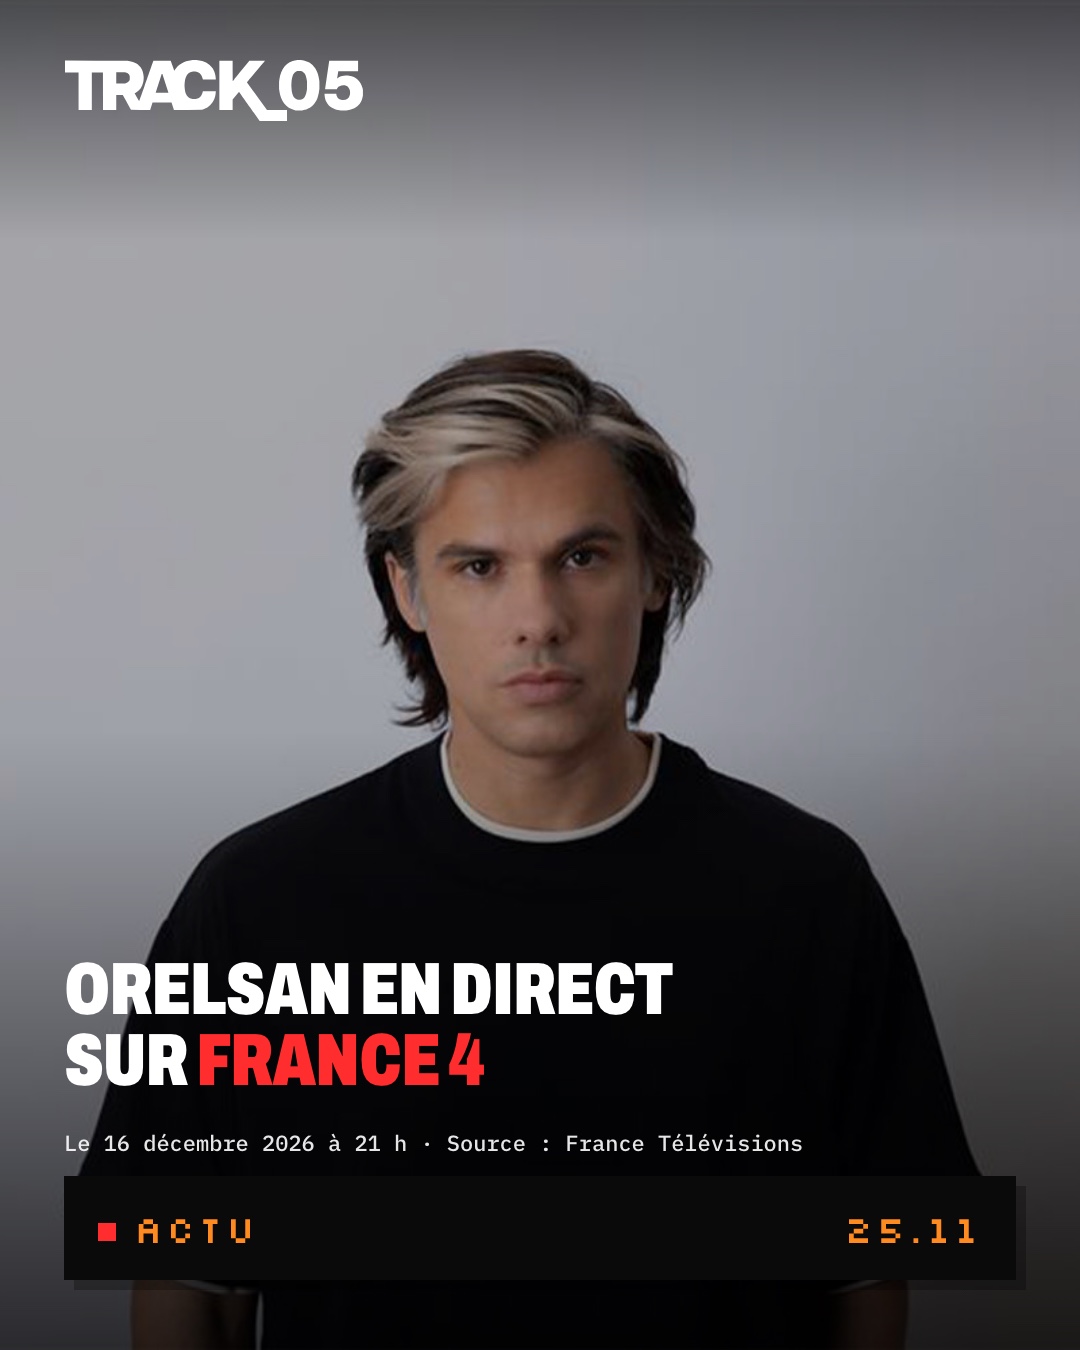 TRACK_05
ORELSAN EN DIRECT
SUR FRANCE 4
Le 16 décembre 2026 à 21 h · Source : France Télévisions
ACTU 25.11